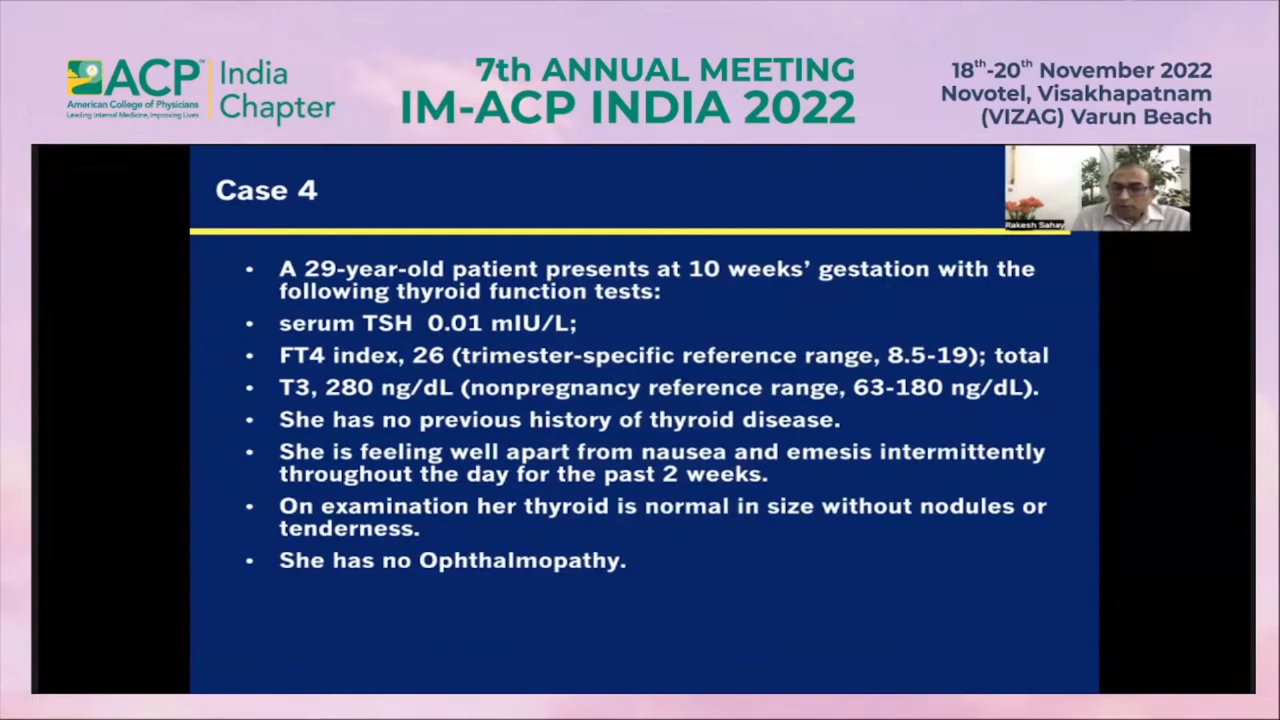 ACP™
American College of Physicians
Leading Internal Medicine, Improving Lives
India
Chapter
7th ANNUAL MEETING
IM-ACP INDIA 2022
18th-20th November 2022
Novotel, Visakhapatnam
(VIZAG) Varun Beach
Case 4
Rakesh Sahay
• A 29-year-old patient presents at 10 weeks’ gestation with the
following thyroid function tests:
• serum TSH 0.01 mIU/L;
• FT4 index, 26 (trimester-specific reference range, 8.5-19); total
• T3, 280 ng/dL (nonpregnancy reference range, 63-180 ng/dL).
• She has no previous history of thyroid disease.
• She is feeling well apart from nausea and emesis intermittently
throughout the day for the past 2 weeks.
• On examination her thyroid is normal in size without nodules or
tenderness.
• She has no Ophthalmopathy.